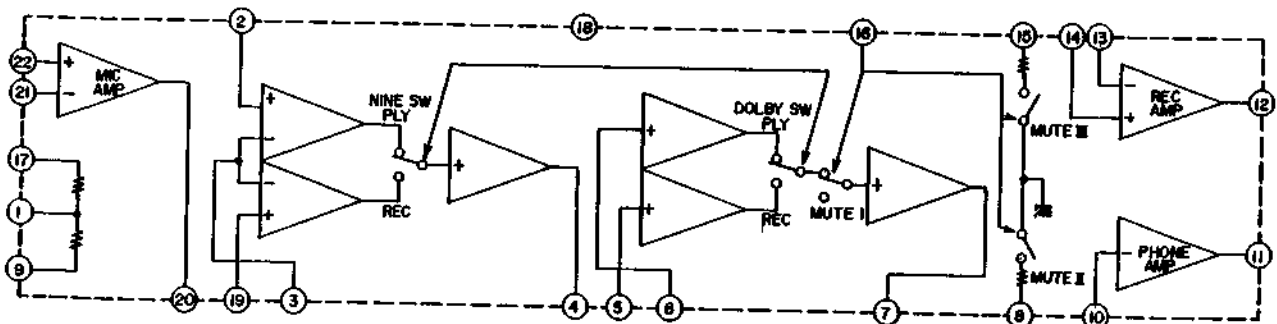 2
18
16
15
14
13
22
+
MIC
AMP
21
-
NINE SW
PLY
+
-
-
+
REC
+
DOLBY SW
PLY
+
+
REC
MUTE I
+
MUTE III
-
REC
AMP
+
12
17
1
9
-
PHONE
AMP
11
MUTE II
20
19
3
4
5
6
7
8
10